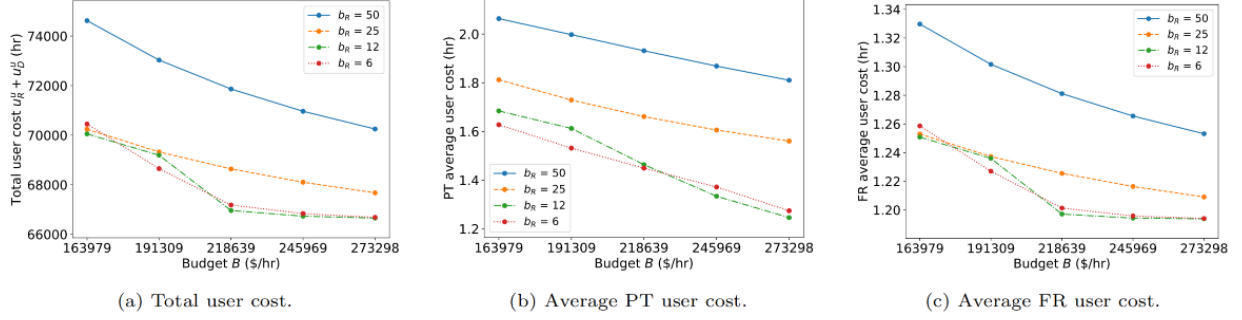 Total user cost u_R^u + u_D^u (hr)
74000
72000
70000
68000
66000
b_R = 50
b_R = 25
b_R = 12
b_R = 6
163979 191309 218639 245969 273298
Budget B ($/hr)
(a) Total user cost.
PT average user cost (hr)
2.0
1.8
1.6
1.4
1.2
b_R = 50
b_R = 25
b_R = 12
b_R = 6
163979 191309 218639 245969 273298
Budget B ($/hr)
(b) Average PT user cost.
FR average user cost (hr)
1.34
1.32
1.30
1.28
1.26
1.24
1.22
1.20
b_R = 50
b_R = 25
b_R = 12
b_R = 6
163979 191309 218639 245969 273298
Budget B ($/hr)
(c) Average FR user cost.